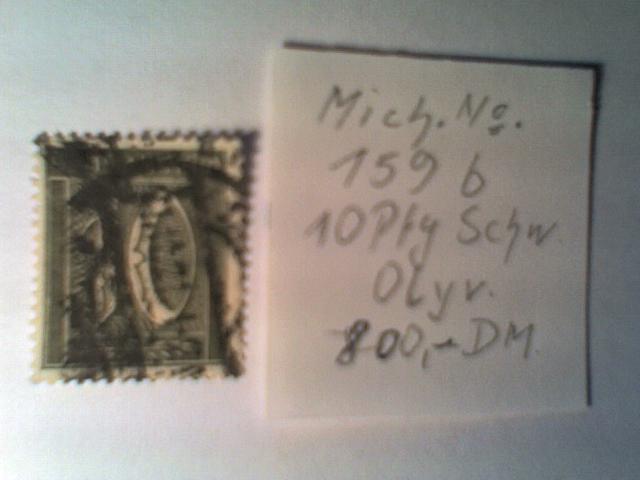 Mich. No.
159 b
10 Pfg Schw.
Olyv.
800,- DM.